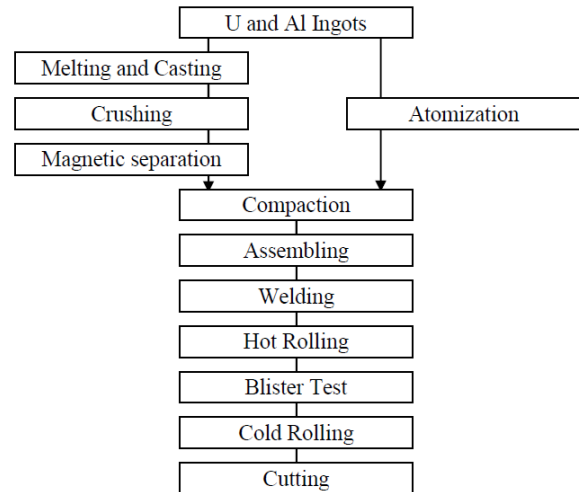 U and Al Ingots
Melting and Casting
Crushing
Atomization
Magnetic separation
Compaction
Assembling
Welding
Hot Rolling
Blister Test
Cold Rolling
Cutting